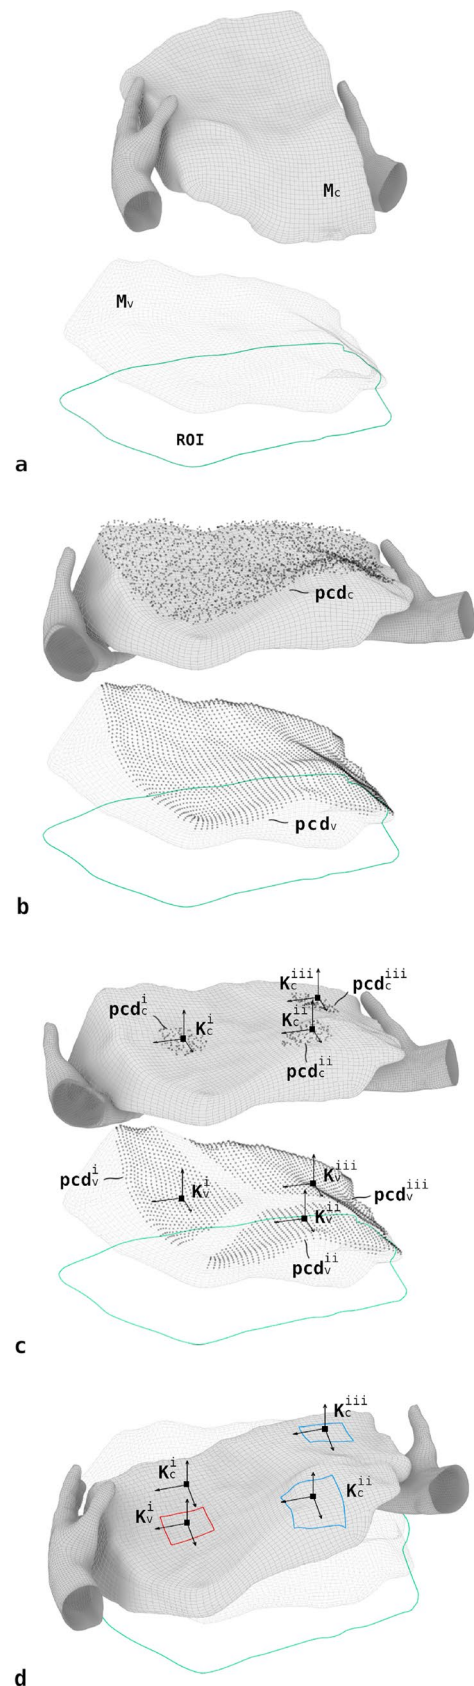 Mc
Mv
ROI
a
pcdc
pcdv
b
Kciii
pcdciii
pcdci
Kci
Kcii
pcdcii
pcdvi
Kvi
Kviii
pcdviii
Kvii
pcdvii
c
Kciii
Kci
Kcii
Kvi
d